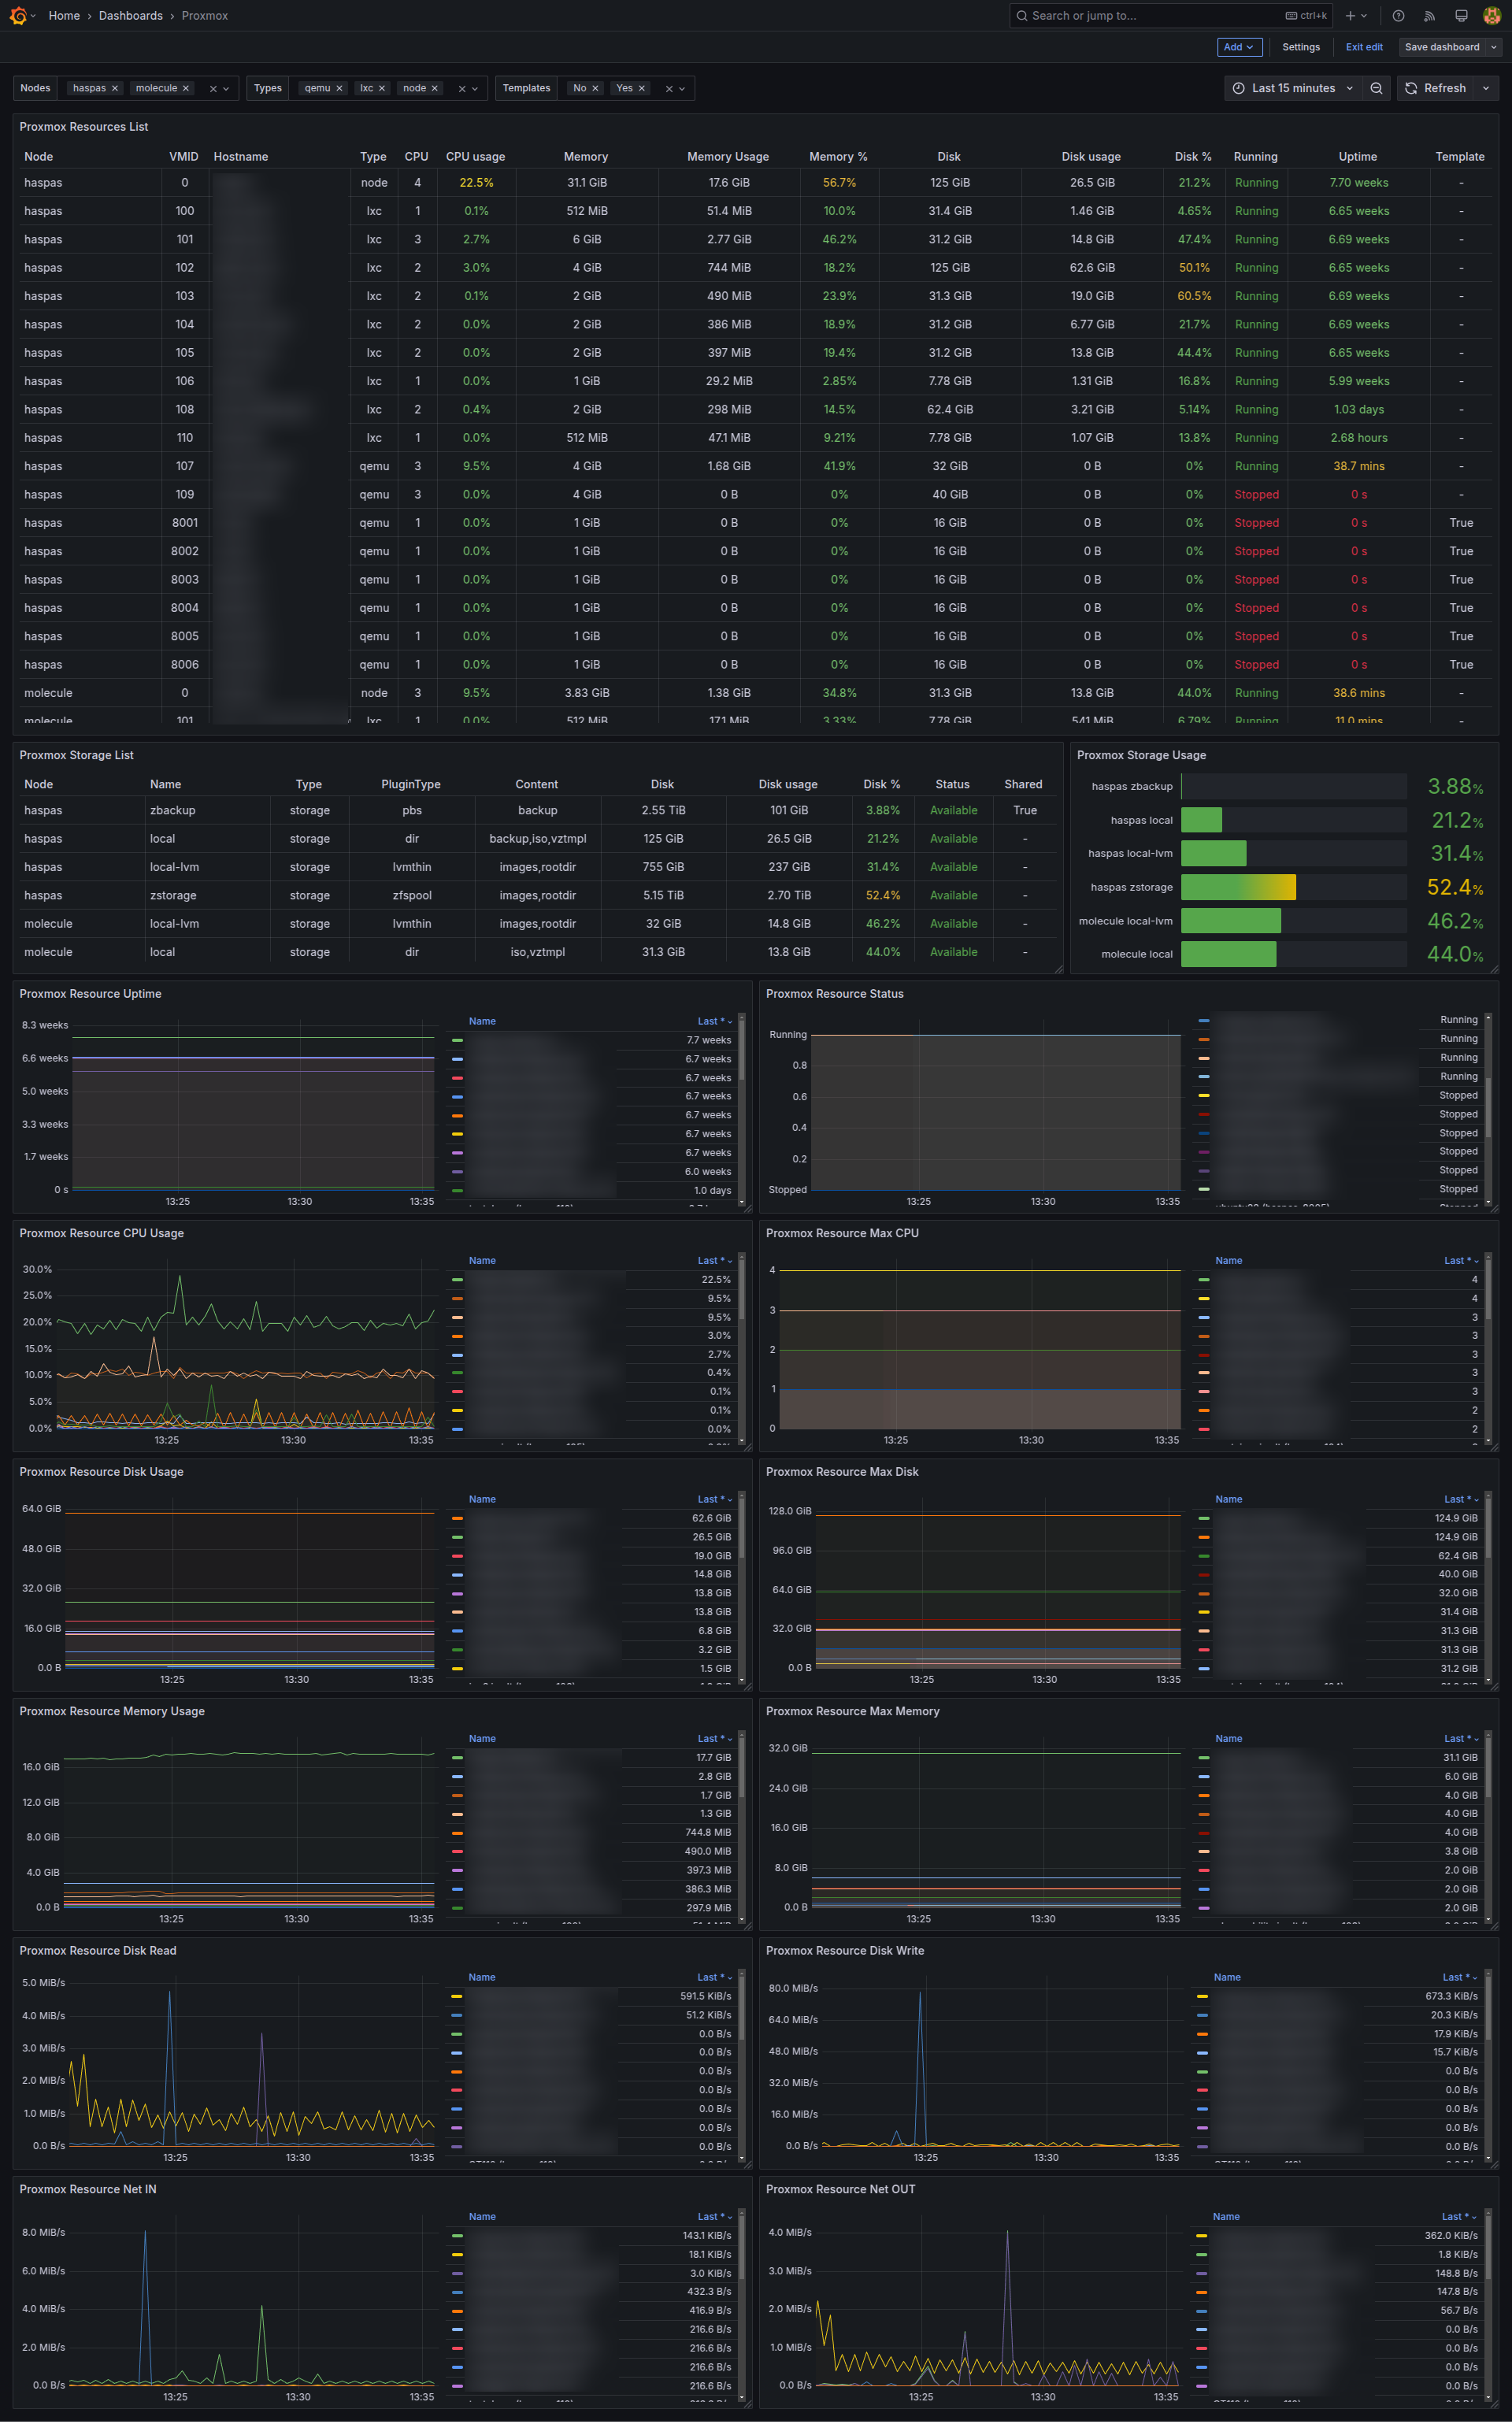 Home › Dashboards › Proxmox Search or jump to... ctrl+k
Add Settings Exit edit Save dashboard
Nodes haspas molecule Types qemu lxc node Templates No Yes Last 15 minutes Refresh
Proxmox Resources List
Node VMID Hostname Type CPU CPU usage Memory Memory Usage Memory % Disk Disk usage Disk % Running Uptime Template
haspas 0 node 4 22.5% 31.1 GiB 17.6 GiB 56.7% 125 GiB 26.5 GiB 21.2% Running 7.70 weeks -
haspas 100 lxc 1 0.1% 512 MiB 51.4 MiB 10.0% 31.4 GiB 1.46 GiB 4.65% Running 6.65 weeks -
haspas 101 lxc 3 2.7% 6 GiB 2.77 GiB 46.2% 31.2 GiB 14.8 GiB 47.4% Running 6.69 weeks -
haspas 102 lxc 2 3.0% 4 GiB 744 MiB 18.2% 125 GiB 62.6 GiB 50.1% Running 6.65 weeks -
haspas 103 lxc 2 0.1% 2 GiB 490 MiB 23.9% 31.3 GiB 19.0 GiB 60.5% Running 6.69 weeks -
haspas 104 lxc 2 0.0% 2 GiB 386 MiB 18.9% 31.2 GiB 6.77 GiB 21.7% Running 6.69 weeks -
haspas 105 lxc 2 0.0% 2 GiB 397 MiB 19.4% 31.2 GiB 13.8 GiB 44.4% Running 6.65 weeks -
haspas 106 lxc 1 0.0% 1 GiB 29.2 MiB 2.85% 7.78 GiB 1.31 GiB 16.8% Running 5.99 weeks -
haspas 108 lxc 2 0.4% 2 GiB 298 MiB 14.5% 62.4 GiB 3.21 GiB 5.14% Running 1.03 days -
haspas 110 lxc 1 0.0% 512 MiB 47.1 MiB 9.21% 7.78 GiB 1.07 GiB 13.8% Running 2.68 hours -
haspas 107 qemu 3 9.5% 4 GiB 1.68 GiB 41.9% 32 GiB 0 B 0% Running 38.7 mins -
haspas 109 qemu 3 0.0% 4 GiB 0 B 0% 40 GiB 0 B 0% Stopped 0 s -
haspas 8001 qemu 1 0.0% 1 GiB 0 B 0% 16 GiB 0 B 0% Stopped 0 s True
haspas 8002 qemu 1 0.0% 1 GiB 0 B 0% 16 GiB 0 B 0% Stopped 0 s True
haspas 8003 qemu 1 0.0% 1 GiB 0 B 0% 16 GiB 0 B 0% Stopped 0 s True
haspas 8004 qemu 1 0.0% 1 GiB 0 B 0% 16 GiB 0 B 0% Stopped 0 s True
haspas 8005 qemu 1 0.0% 1 GiB 0 B 0% 16 GiB 0 B 0% Stopped 0 s True
haspas 8006 qemu 1 0.0% 1 GiB 0 B 0% 16 GiB 0 B 0% Stopped 0 s True
molecule 0 node 3 9.5% 3.83 GiB 1.38 GiB 34.8% 31.3 GiB 13.8 GiB 44.0% Running 38.6 mins -
molecule 101 lxc 1 0.0% 512 MiB 17.1 MiB 3.33% 7.78 GiB 541 MiB 6.79% Running 11.0 mins -
Proxmox Storage List
Node Name Type PluginType Content Disk Disk usage Disk % Status Shared
haspas zbackup storage pbs backup 2.55 TiB 101 GiB 3.88% Available True
haspas local storage dir backup,iso,vztmpl 125 GiB 26.5 GiB 21.2% Available -
haspas local-lvm storage lvmthin images,rootdir 755 GiB 237 GiB 31.4% Available -
haspas zstorage storage zfspool images,rootdir 5.15 TiB 2.70 TiB 52.4% Available -
molecule local-lvm storage lvmthin images,rootdir 32 GiB 14.8 GiB 46.2% Available -
molecule local storage dir iso,vztmpl 31.3 GiB 13.8 GiB 44.0% Available -
Proxmox Storage Usage
haspas zbackup 3.88%
haspas local 21.2%
haspas local-lvm 31.4%
haspas zstorage 52.4%
molecule local-lvm 46.2%
molecule local 44.0%
Proxmox Resource Uptime
8.3 weeks
6.6 weeks
5.0 weeks
3.3 weeks
1.7 weeks
0 s
13:25 13:30 13:35
Name Last *
7.7 weeks
6.7 weeks
6.7 weeks
6.7 weeks
6.7 weeks
6.7 weeks
6.7 weeks
6.0 weeks
1.0 days
Proxmox Resource Status
Running
0.8
0.6
0.4
0.2
Stopped
13:25 13:30 13:35
Running
Running
Running
Running
Stopped
Stopped
Stopped
Stopped
Stopped
Stopped
Proxmox Resource CPU Usage
30.0%
25.0%
20.0%
15.0%
10.0%
5.0%
0.0%
13:25 13:30 13:35
Name Last *
22.5%
9.5%
9.5%
3.0%
2.7%
0.4%
0.1%
0.1%
0.0%
Proxmox Resource Max CPU
4
3
2
1
0
13:25 13:30 13:35
Name Last *
4
4
3
3
3
3
3
2
2
Proxmox Resource Disk Usage
64.0 GiB
48.0 GiB
32.0 GiB
16.0 GiB
0.0 B
13:25 13:30 13:35
Name Last *
62.6 GiB
26.5 GiB
19.0 GiB
14.8 GiB
13.8 GiB
13.8 GiB
6.8 GiB
3.2 GiB
1.5 GiB
Proxmox Resource Max Disk
128.0 GiB
96.0 GiB
64.0 GiB
32.0 GiB
0.0 B
13:25 13:30 13:35
Name Last *
124.9 GiB
124.9 GiB
62.4 GiB
40.0 GiB
32.0 GiB
31.4 GiB
31.3 GiB
31.3 GiB
31.2 GiB
Proxmox Resource Memory Usage
16.0 GiB
12.0 GiB
8.0 GiB
4.0 GiB
0.0 B
13:25 13:30 13:35
Name Last *
17.7 GiB
2.8 GiB
1.7 GiB
1.3 GiB
744.8 MiB
490.0 MiB
397.3 MiB
386.3 MiB
297.9 MiB
Proxmox Resource Max Memory
32.0 GiB
24.0 GiB
16.0 GiB
8.0 GiB
0.0 B
13:25 13:30 13:35
Name Last *
31.1 GiB
6.0 GiB
4.0 GiB
4.0 GiB
4.0 GiB
3.8 GiB
2.0 GiB
2.0 GiB
2.0 GiB
Proxmox Resource Disk Read
5.0 MiB/s
4.0 MiB/s
3.0 MiB/s
2.0 MiB/s
1.0 MiB/s
0.0 B/s
13:25 13:30 13:35
Name Last *
591.5 KiB/s
51.2 KiB/s
0.0 B/s
0.0 B/s
0.0 B/s
0.0 B/s
0.0 B/s
0.0 B/s
0.0 B/s
Proxmox Resource Disk Write
80.0 MiB/s
64.0 MiB/s
48.0 MiB/s
32.0 MiB/s
16.0 MiB/s
0.0 B/s
13:25 13:30 13:35
Name Last *
673.3 KiB/s
20.3 KiB/s
17.9 KiB/s
15.7 KiB/s
0.0 B/s
0.0 B/s
0.0 B/s
0.0 B/s
0.0 B/s
Proxmox Resource Net IN
8.0 MiB/s
6.0 MiB/s
4.0 MiB/s
2.0 MiB/s
0.0 B/s
13:25 13:30 13:35
Name Last *
143.1 KiB/s
18.1 KiB/s
3.0 KiB/s
432.3 B/s
416.9 B/s
216.6 B/s
216.6 B/s
216.6 B/s
216.6 B/s
Proxmox Resource Net OUT
4.0 MiB/s
3.0 MiB/s
2.0 MiB/s
1.0 MiB/s
0.0 B/s
13:25 13:30 13:35
Name Last *
362.0 KiB/s
1.8 KiB/s
148.8 B/s
147.8 B/s
56.7 B/s
0.0 B/s
0.0 B/s
0.0 B/s
0.0 B/s